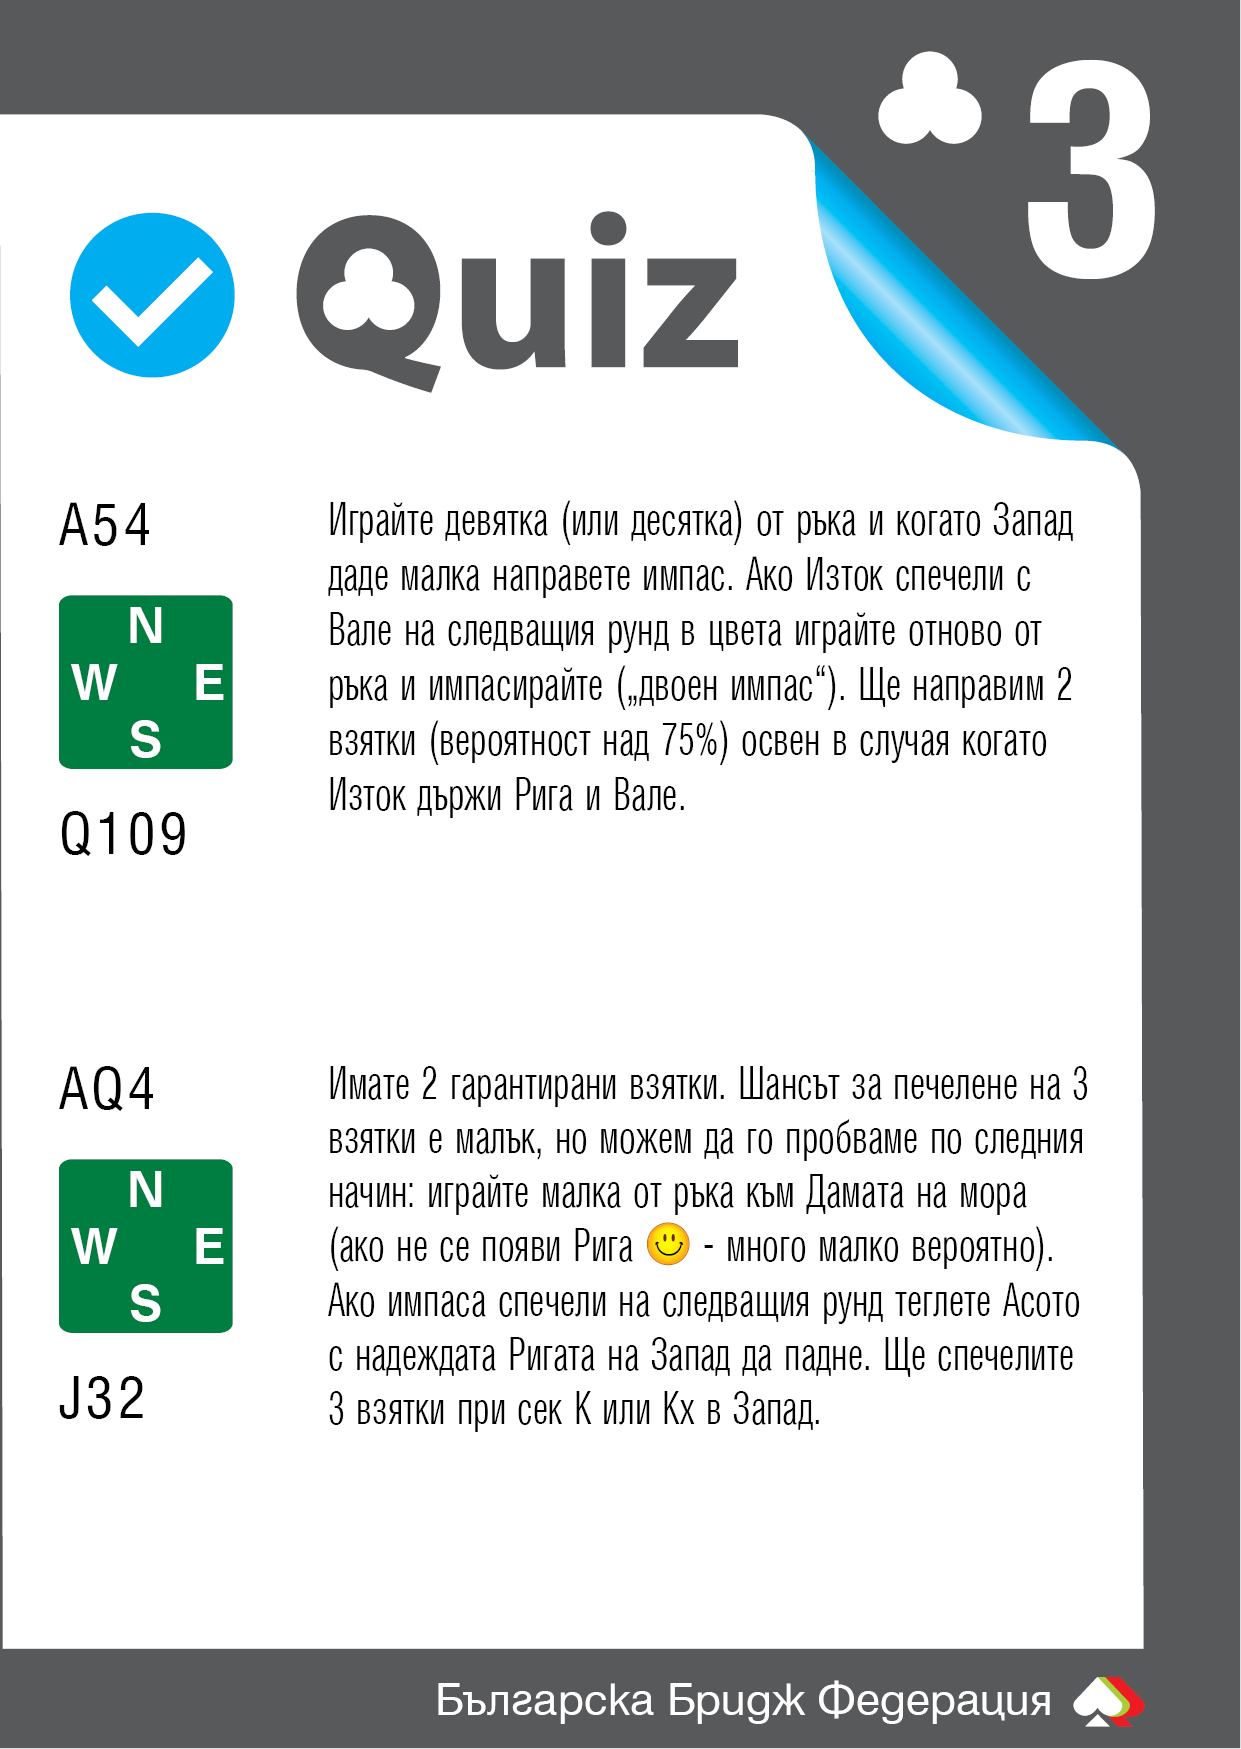 3
Quiz
A54
N
W E
S
Q109
Играйте девятка (или десятка) от ръка и когато Запад
даде малка направете импас. Ако Изток спечели с
Вале на следващия рунд в цвета играйте отново от
ръка и импасирайте („двоен импас“). Ще направим 2
взятки (вероятност над 75%) освен в случая когато
Изток държи Рига и Вале.
AQ4
N
W E
S
J32
Имате 2 гарантирани взятки. Шансът за печелене на 3
взятки е малък, но можем да го пробваме по следния
начин: играйте малка от ръка към Дамата на мора
(ако не се появи Рига 🙂 - много малко вероятно).
Ако импаса спечели на следващия рунд теглете Асото
с надеждата Ригата на Запад да падне. Ще спечелите
3 взятки при сек К или Кх в Запад.
Българска Бридж Федерация